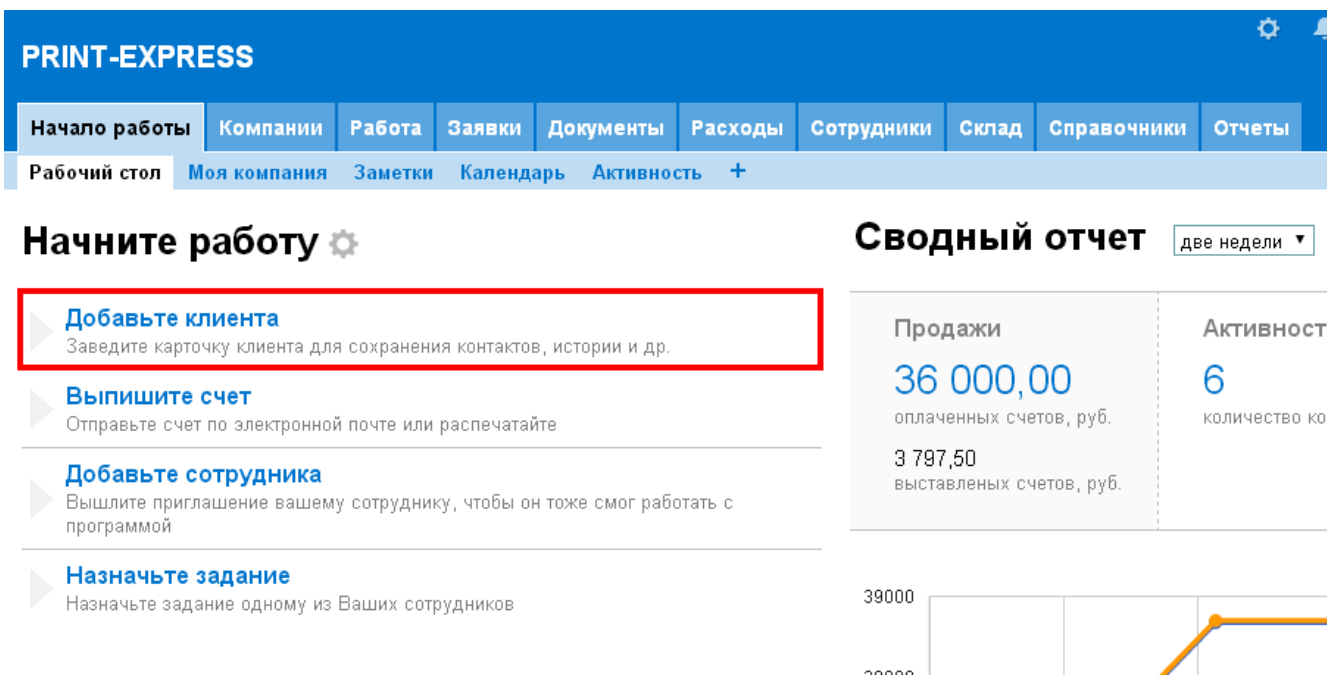 PRINT-EXPRESS
Начало работы Компании Работа Заявки Документы Расходы Сотрудники Склад Справочники Отчеты
Рабочий стол Моя компания Заметки Календарь Активность +
Начните работу
Добавьте клиента
Заведите карточку клиента для сохранения контактов, истории и др.
Выпишите счет
Отправьте счет по электронной почте или распечатайте
Добавьте сотрудника
Вышлите приглашение вашему сотруднику, чтобы он тоже смог работать с
программой
Назначьте задание
Назначьте задание одному из Ваших сотрудников
Сводный отчет две недели
Продажи
36 000,00
оплаченных счетов, руб.
3 797,50
выставленых счетов, руб.
Активност
6
количество ко
39000